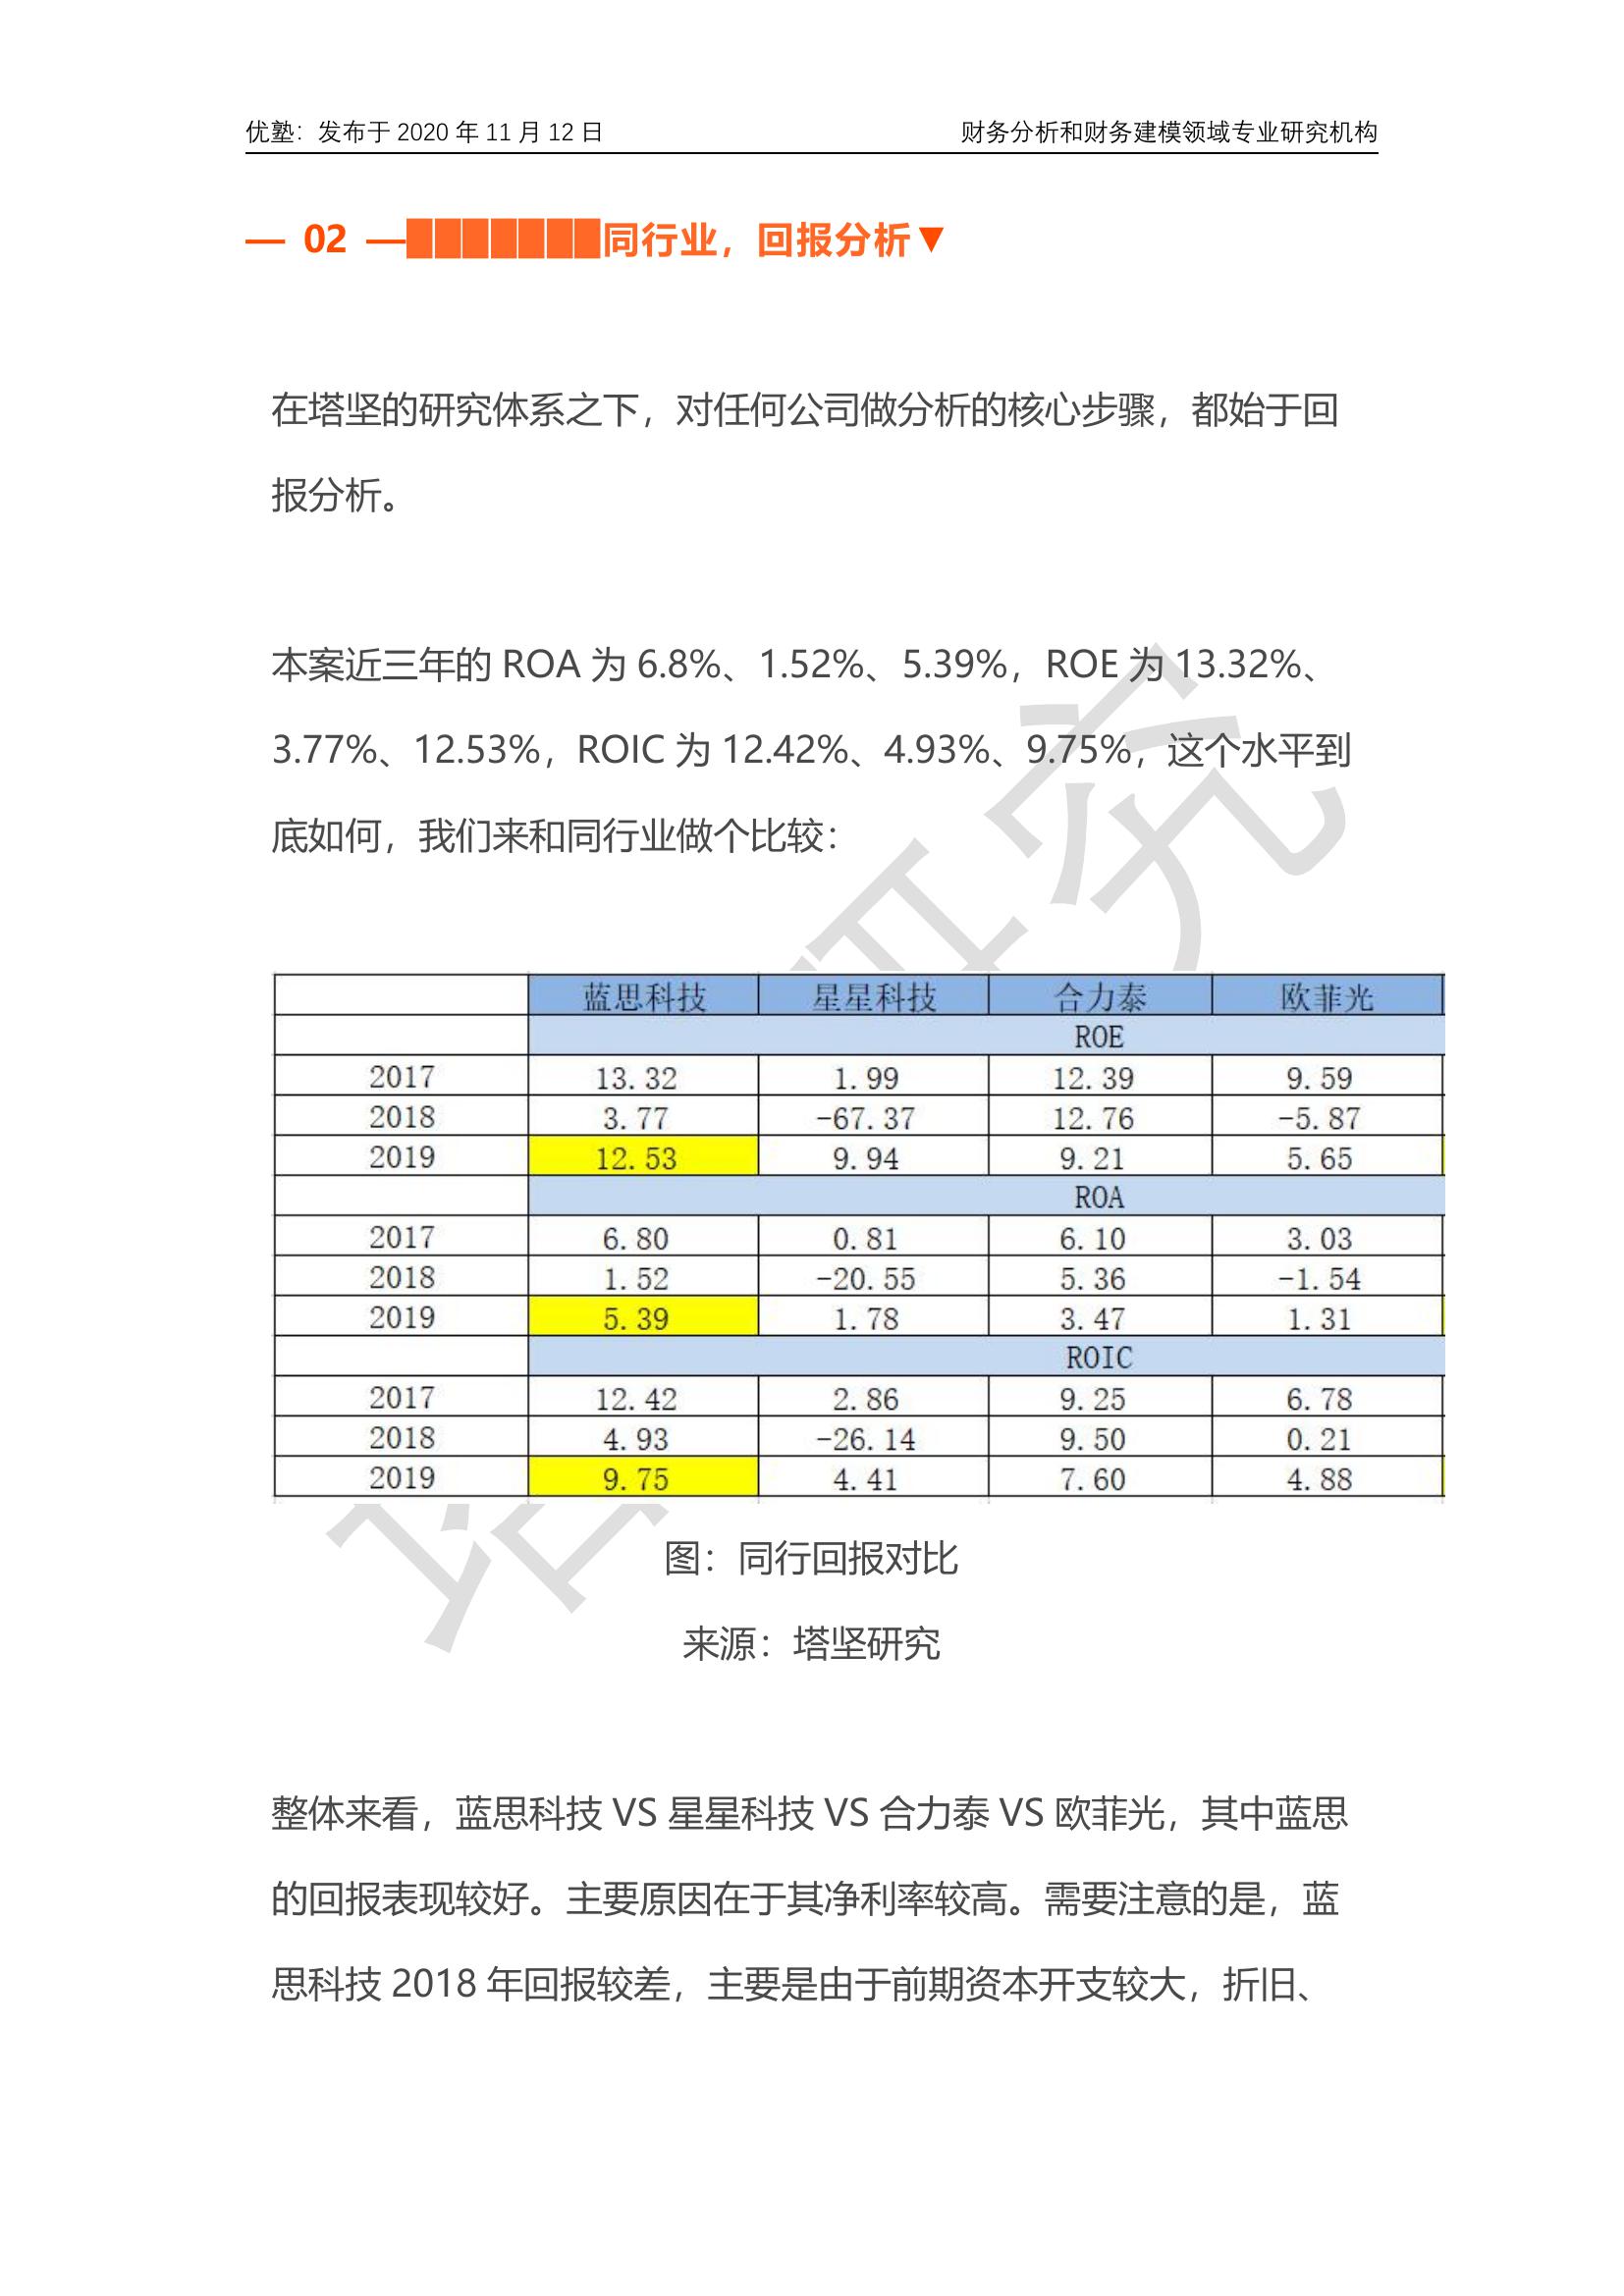 优塾：发布于 2020 年 11 月 12 日 财务分析和财务建模领域专业研究机构
— 02 —███████同行业，回报分析▼
在塔坚的研究体系之下，对任何公司做分析的核心步骤，都始于回
报分析。
本案近三年的 ROA 为 6.8%、1.52%、5.39%，ROE 为 13.32%、
3.77%、12.53%，ROIC 为 12.42%、4.93%、9.75%，这个水平到
底如何，我们来和同行业做个比较：
蓝思科技 星星科技 合力泰 欧菲光
ROE
2017 13.32 1.99 12.39 9.59
2018 3.77 -67.37 12.76 -5.87
2019 12.53 9.94 9.21 5.65
ROA
2017 6.80 0.81 6.10 3.03
2018 1.52 -20.55 5.36 -1.54
2019 5.39 1.78 3.47 1.31
ROIC
2017 12.42 2.86 9.25 6.78
2018 4.93 -26.14 9.50 0.21
2019 9.75 4.41 7.60 4.88
图：同行回报对比
来源：塔坚研究
整体来看，蓝思科技 VS 星星科技 VS 合力泰 VS 欧菲光，其中蓝思
的回报表现较好。主要原因在于其净利率较高。需要注意的是，蓝
思科技 2018 年回报较差，主要是由于前期资本开支较大，折旧、